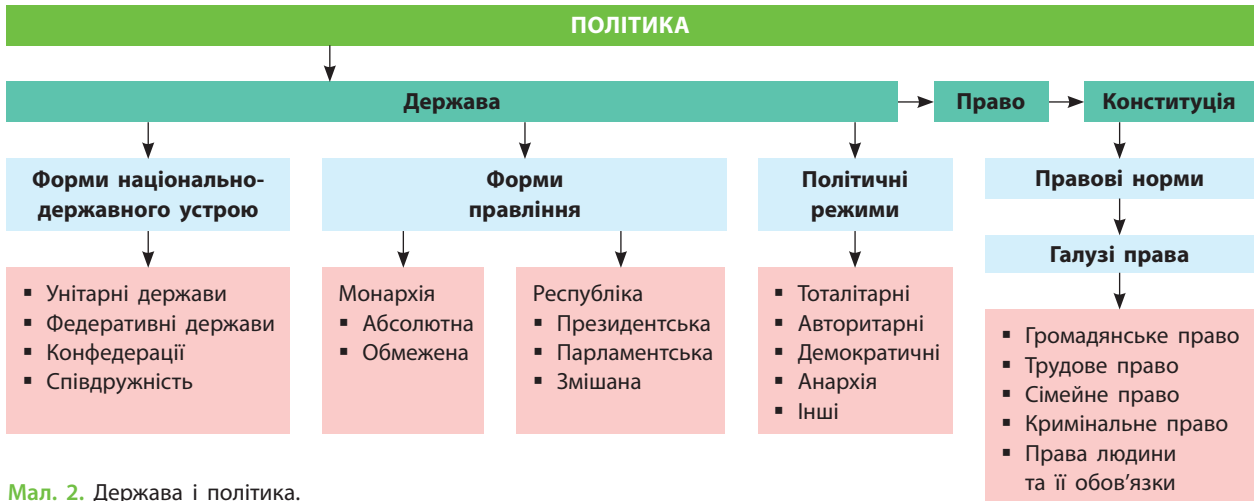 ПОЛІТИКА
Держава
Право
Конституція
Форми національно-
державного устрою
Форми
правління
Політичні
режими
Правові норми
Галузі права
▪ Унітарні держави
▪ Федеративні держави
▪ Конфедерації
▪ Співдружність
Монархія
▪ Абсолютна
▪ Обмежена
Республіка
▪ Президентська
▪ Парламентська
▪ Змішана
▪ Тоталітарні
▪ Авторитарні
▪ Демократичні
▪ Анархія
▪ Інші
▪ Громадянське право
▪ Трудове право
▪ Сімейне право
▪ Кримінальне право
▪ Права людини
та її обов’язки
Мал. 2. Держава і політика.